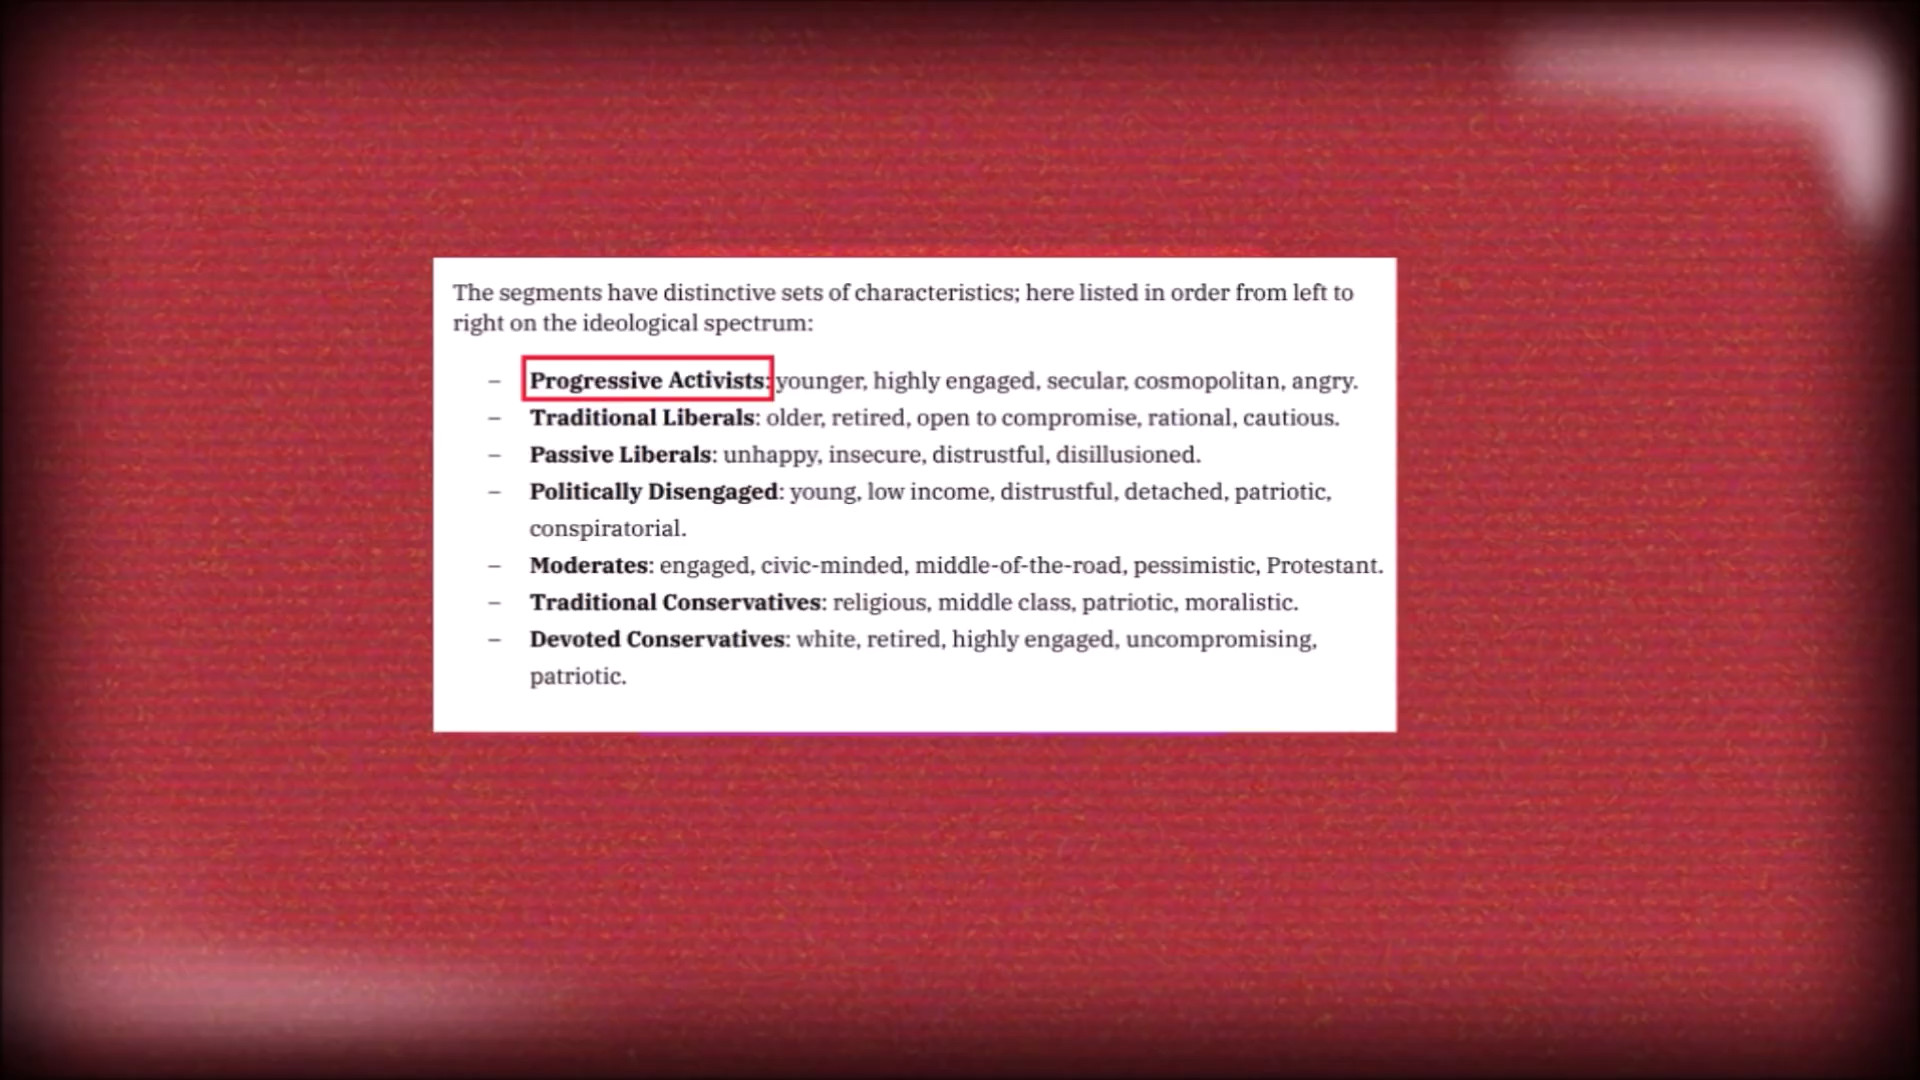 The segments have distinctive sets of characteristics; here listed in order from left to
right on the ideological spectrum:
– Progressive Activists: younger, highly engaged, secular, cosmopolitan, angry.
– Traditional Liberals: older, retired, open to compromise, rational, cautious.
– Passive Liberals: unhappy, insecure, distrustful, disillusioned.
– Politically Disengaged: young, low income, distrustful, detached, patriotic,
conspiratorial.
– Moderates: engaged, civic-minded, middle-of-the-road, pessimistic, Protestant.
– Traditional Conservatives: religious, middle class, patriotic, moralistic.
– Devoted Conservatives: white, retired, highly engaged, uncompromising,
patriotic.